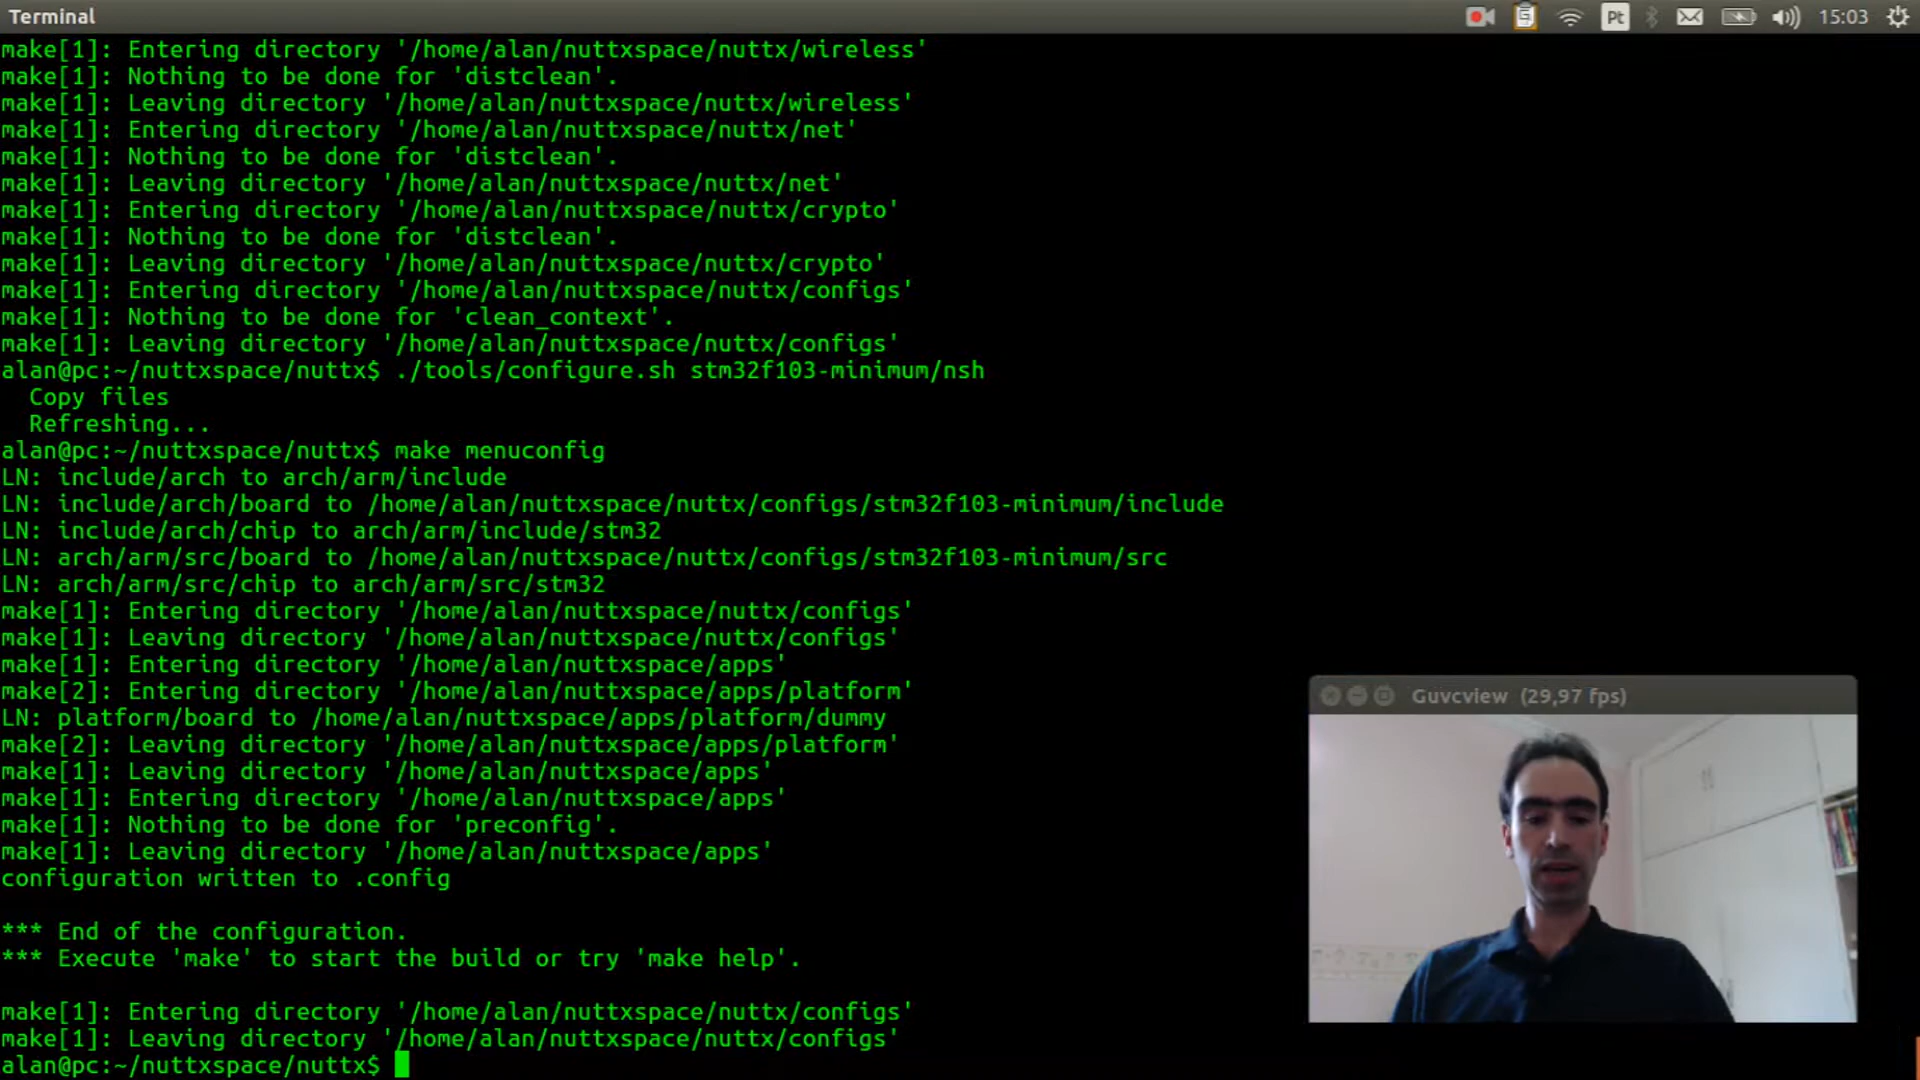 Terminal
Pt
15:03
make[1]: Entering directory '/home/alan/nuttxspace/nuttx/wireless'
make[1]: Nothing to be done for 'distclean'.
make[1]: Leaving directory '/home/alan/nuttxspace/nuttx/wireless'
make[1]: Entering directory '/home/alan/nuttxspace/nuttx/net'
make[1]: Nothing to be done for 'distclean'.
make[1]: Leaving directory '/home/alan/nuttxspace/nuttx/net'
make[1]: Entering directory '/home/alan/nuttxspace/nuttx/crypto'
make[1]: Nothing to be done for 'distclean'.
make[1]: Leaving directory '/home/alan/nuttxspace/nuttx/crypto'
make[1]: Entering directory '/home/alan/nuttxspace/nuttx/configs'
make[1]: Nothing to be done for 'clean_context'.
make[1]: Leaving directory '/home/alan/nuttxspace/nuttx/configs'
alan@pc:~/nuttxspace/nuttx$ ./tools/configure.sh stm32f103-minimum/nsh
  Copy files
  Refreshing...
alan@pc:~/nuttxspace/nuttx$ make menuconfig
LN: include/arch to arch/arm/include
LN: include/arch/board to /home/alan/nuttxspace/nuttx/configs/stm32f103-minimum/include
LN: include/arch/chip to arch/arm/include/stm32
LN: arch/arm/src/board to /home/alan/nuttxspace/nuttx/configs/stm32f103-minimum/src
LN: arch/arm/src/chip to arch/arm/src/stm32
make[1]: Entering directory '/home/alan/nuttxspace/nuttx/configs'
make[1]: Leaving directory '/home/alan/nuttxspace/nuttx/configs'
make[1]: Entering directory '/home/alan/nuttxspace/apps'
make[2]: Entering directory '/home/alan/nuttxspace/apps/platform'
LN: platform/board to /home/alan/nuttxspace/apps/platform/dummy
make[2]: Leaving directory '/home/alan/nuttxspace/apps/platform'
make[1]: Leaving directory '/home/alan/nuttxspace/apps'
make[1]: Entering directory '/home/alan/nuttxspace/apps'
make[1]: Nothing to be done for 'preconfig'.
make[1]: Leaving directory '/home/alan/nuttxspace/apps'
configuration written to .config
*** End of the configuration.
*** Execute 'make' to start the build or try 'make help'.
make[1]: Entering directory '/home/alan/nuttxspace/nuttx/configs'
make[1]: Leaving directory '/home/alan/nuttxspace/nuttx/configs'
alan@pc:~/nuttxspace/nuttx$
Guvcview (29,97 fps)